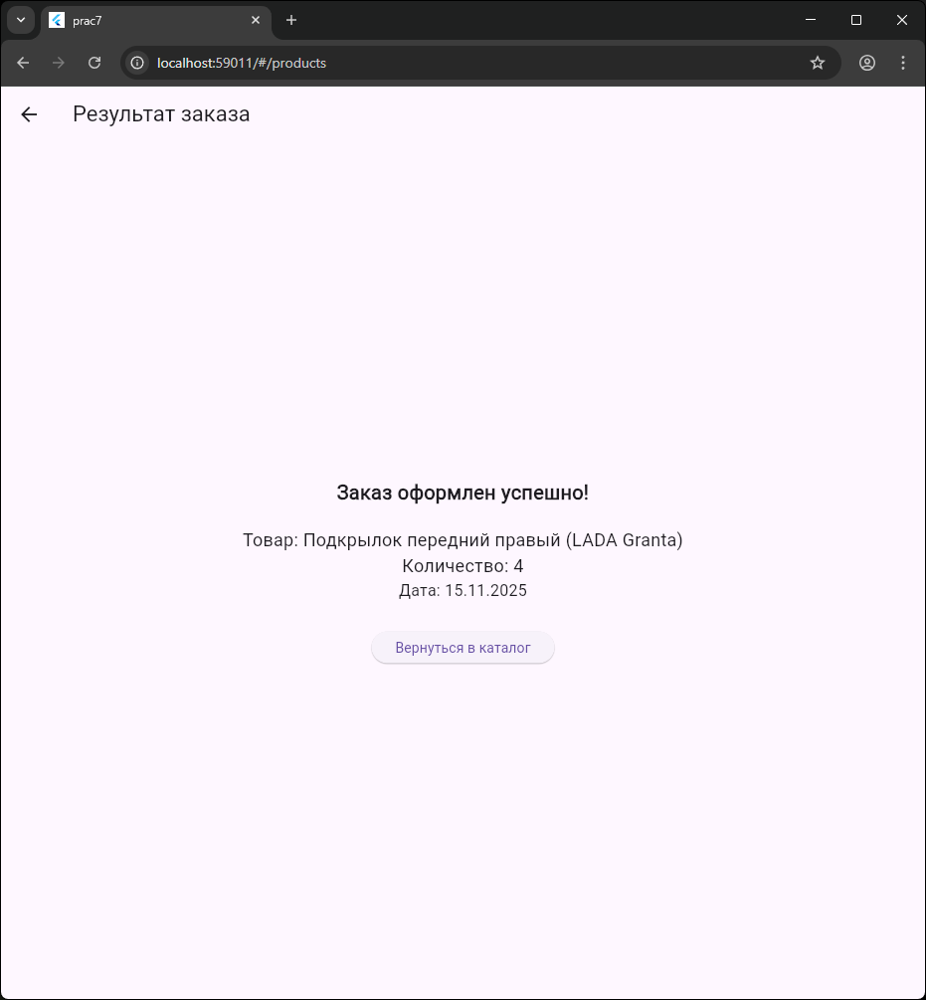 prac7
localhost:59011/#/products
Результат заказа
Заказ оформлен успешно!
Товар: Подкрылок передний правый (LADA Granta)
Количество: 4
Дата: 15.11.2025
Вернуться в каталог